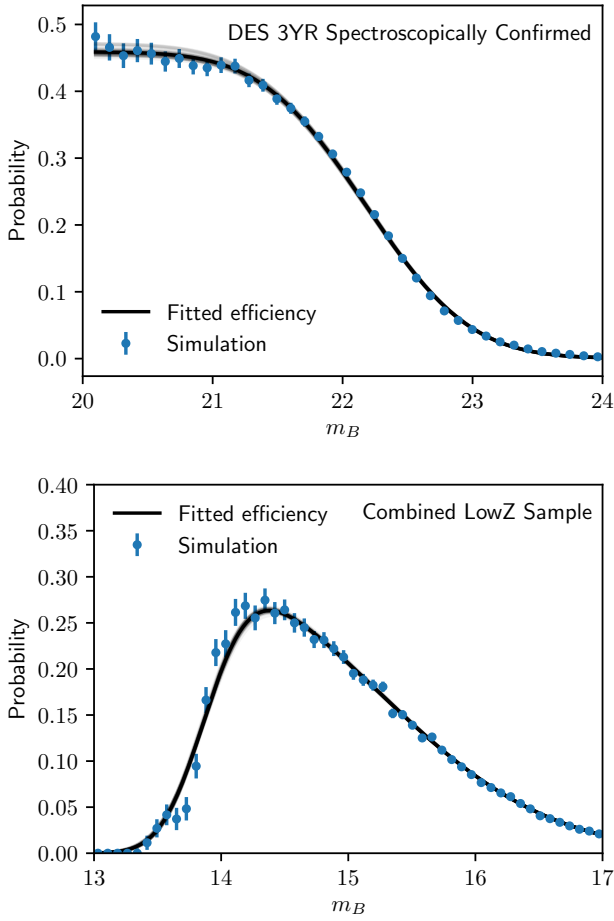 DES 3YR Spectroscopically Confirmed
0.5
0.4
0.3
0.2
0.1
0.0
Probability
Fitted efficiency
Simulation
20 21 22 23 24
m_B
Combined LowZ Sample
0.40
0.35
0.30
0.25
0.20
0.15
0.10
0.05
0.00
Probability
Fitted efficiency
Simulation
13 14 15 16 17
m_B